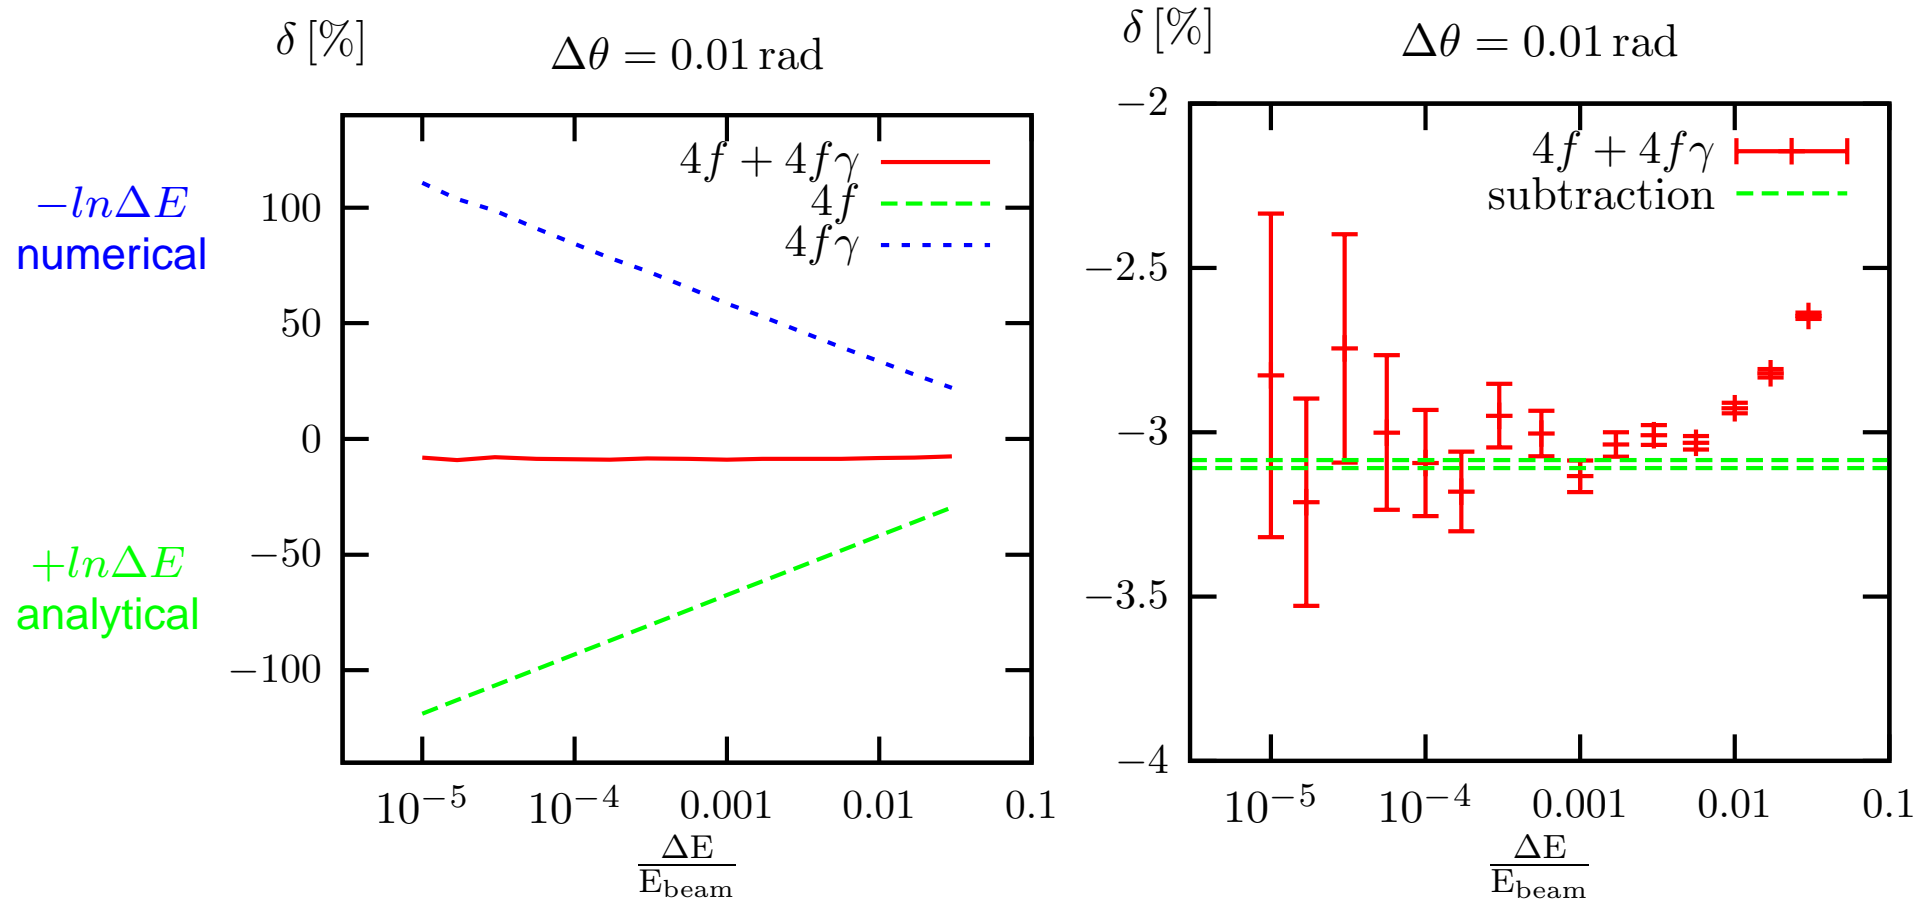 δ [%]
Δθ = 0.01 rad
−lnΔE
numerical
+lnΔE
analytical
4f + 4fγ
4f
4fγ
100
50
0
−50
−100
10⁻⁵
10⁻⁴
0.001
0.01
0.1
ΔE
E_beam
δ [%]
Δθ = 0.01 rad
4f + 4fγ
subtraction
−2
−2.5
−3
−3.5
−4
10⁻⁵
10⁻⁴
0.001
0.01
0.1
ΔE
E_beam